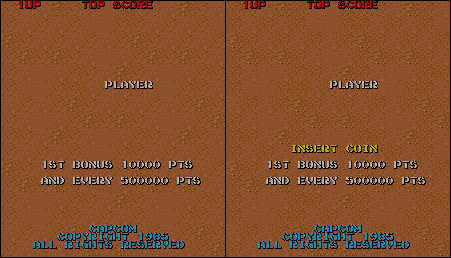 1UP TOP SCORE
PLAYER
1ST BONUS 10000 PTS
AND EVERY 500000 PTS
CAPCOM
COPYRIGHT 1985
ALL RIGHTS RESERVED
1UP TOP SCORE
PLAYER
INSERT COIN
1ST BONUS 10000 PTS
AND EVERY 500000 PTS
CAPCOM
COPYRIGHT 1985
ALL RIGHTS RESERVED